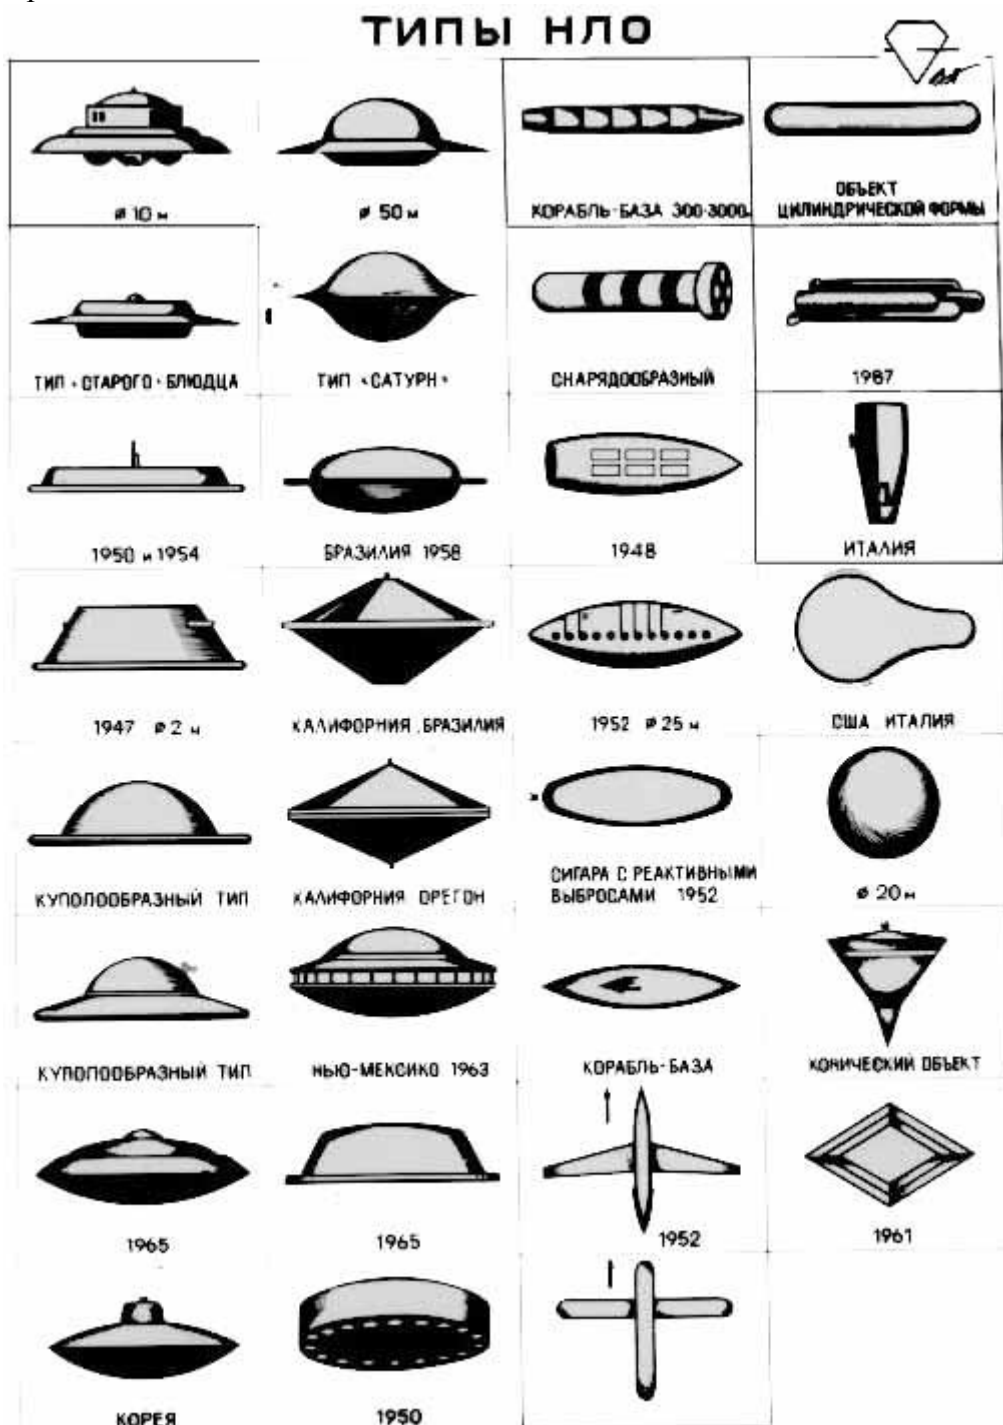 ТИПЫ НЛО
ø 10 м
ø 50 м
КОРАБЛЬ-БАЗА 300-3000
ОБЪЕКТ
ЦИЛИНДРИЧЕСКОЙ ФОРМЫ
ТИП «СТАРОГО» БЛЮДЦА
ТИП «САТУРН»
СНАРЯДООБРАЗНЫЙ
1987
1950 и 1954
БРАЗИЛИЯ 1958
1948
ИТАЛИЯ
1947 ø 2 м
КАЛИФОРНИЯ, БРАЗИЛИЯ
1952 ø 25 м
США ИТАЛИЯ
КУПОЛООБРАЗНЫЙ ТИП
КАЛИФОРНИЯ ОРЕГОН
СИГАРА С РЕАКТИВНЫМИ
ВЫБРОСАМИ 1952
ø 20 м
КУПОЛООБРАЗНЫЙ ТИП
НЬЮ-МЕКСИКО 1963
КОРАБЛЬ-БАЗА
КОНИЧЕСКИЙ ОБЪЕКТ
1965
1965
1952
1961
КОРЕЯ
1950